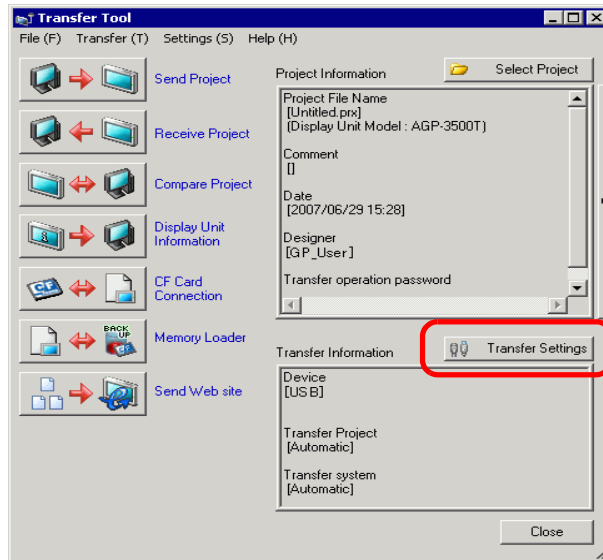 Transfer Tool
File (F) Transfer (T) Settings (S) Help (H)
Send Project
Receive Project
Compare Project
Display Unit
Information
CF Card
Connection
Memory Loader
Send Web site
CF
BACK
UP
CF
Project Information
Select Project
Project File Name
[Untitled.prx]
(Display Unit Model : AGP-3500T)
Comment
[]
Date
[2007/06/29 15:28]
Designer
[GP_User]
Transfer operation password
Transfer Information
Transfer Settings
Device
[USB]
Transfer Project
[Automatic]
Transfer system
[Automatic]
Close